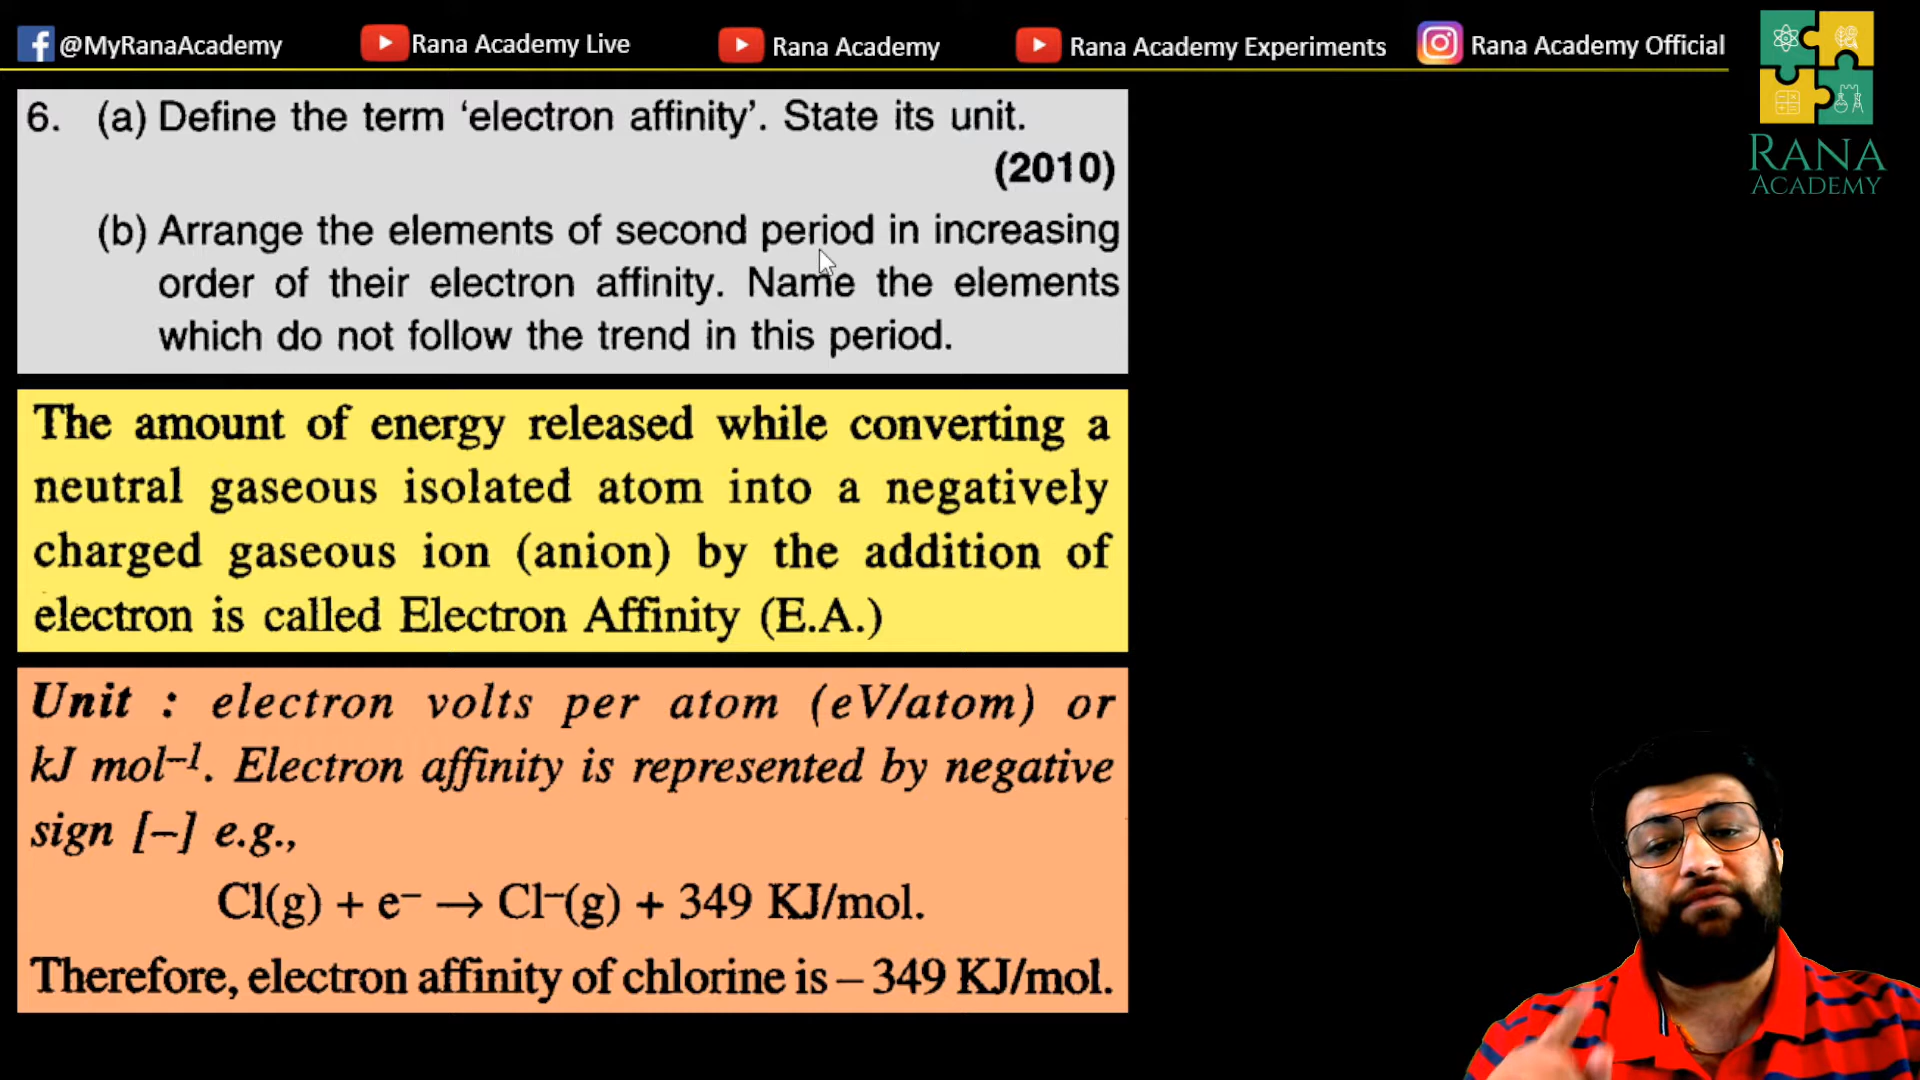 @MyRanaAcademy
Rana Academy Live
Rana Academy
Rana Academy Experiments
Rana Academy Official
RANA
ACADEMY
6. (a) Define the term ‘electron affinity’. State its unit.
(2010)
(b) Arrange the elements of second period in increasing
order of their electron affinity. Name the elements
which do not follow the trend in this period.
The amount of energy released while converting a
neutral gaseous isolated atom into a negatively
charged gaseous ion (anion) by the addition of
electron is called Electron Affinity (E.A.)
Unit : electron volts per atom (eV/atom) or
kJ mol⁻¹. Electron affinity is represented by negative
sign [–] e.g.,
Cl(g) + e⁻ → Cl⁻(g) + 349 KJ/mol.
Therefore, electron affinity of chlorine is – 349 KJ/mol.